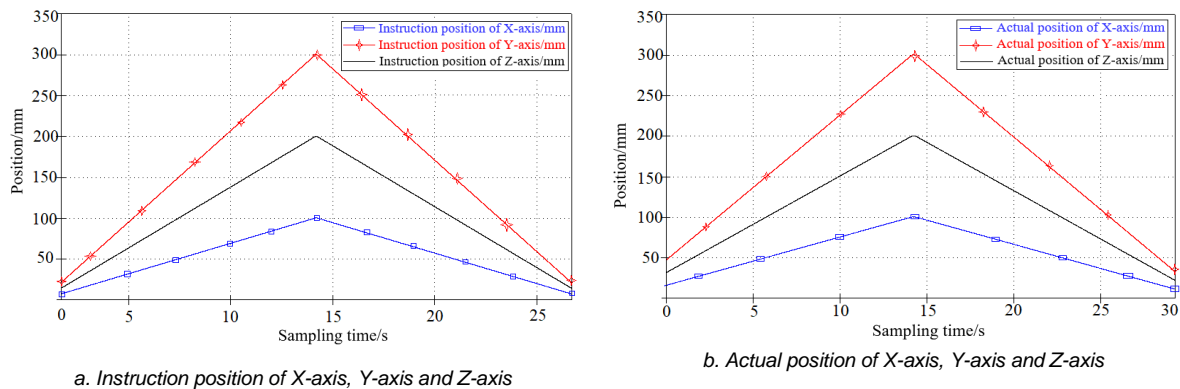 350
300
250
200
150
100
50
Position/mm
Instruction position of X-axis/mm
Instruction position of Y-axis/mm
Instruction position of Z-axis/mm
0 5 10 15 20 25
Sampling time/s
a. Instruction position of X-axis, Y-axis and Z-axis
350
300
250
200
150
100
50
Position/mm
Actual position of X-axis/mm
Actual position of Y-axis/mm
Actual position of Z-axis/mm
0 5 10 15 20 25 30
Sampling time/s
b. Actual position of X-axis, Y-axis and Z-axis